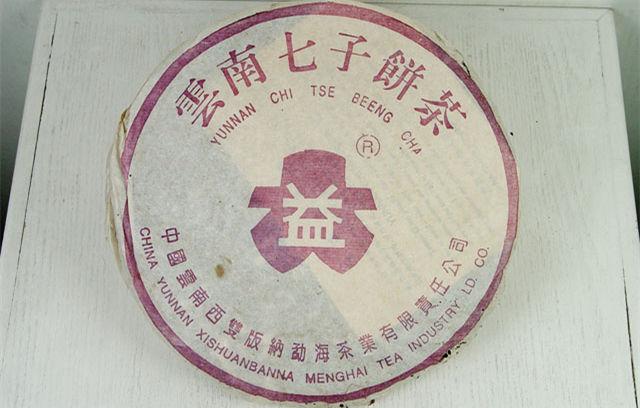 雲南七子餅茶
YUNNAN CHI TSE BEENG CHA
R
益
中國雲南西雙版納勐海茶業有限責任公司
CHINA YUNNAN XISHUANBANNA MENGHAI TEA INDUSTRY LD. CO.